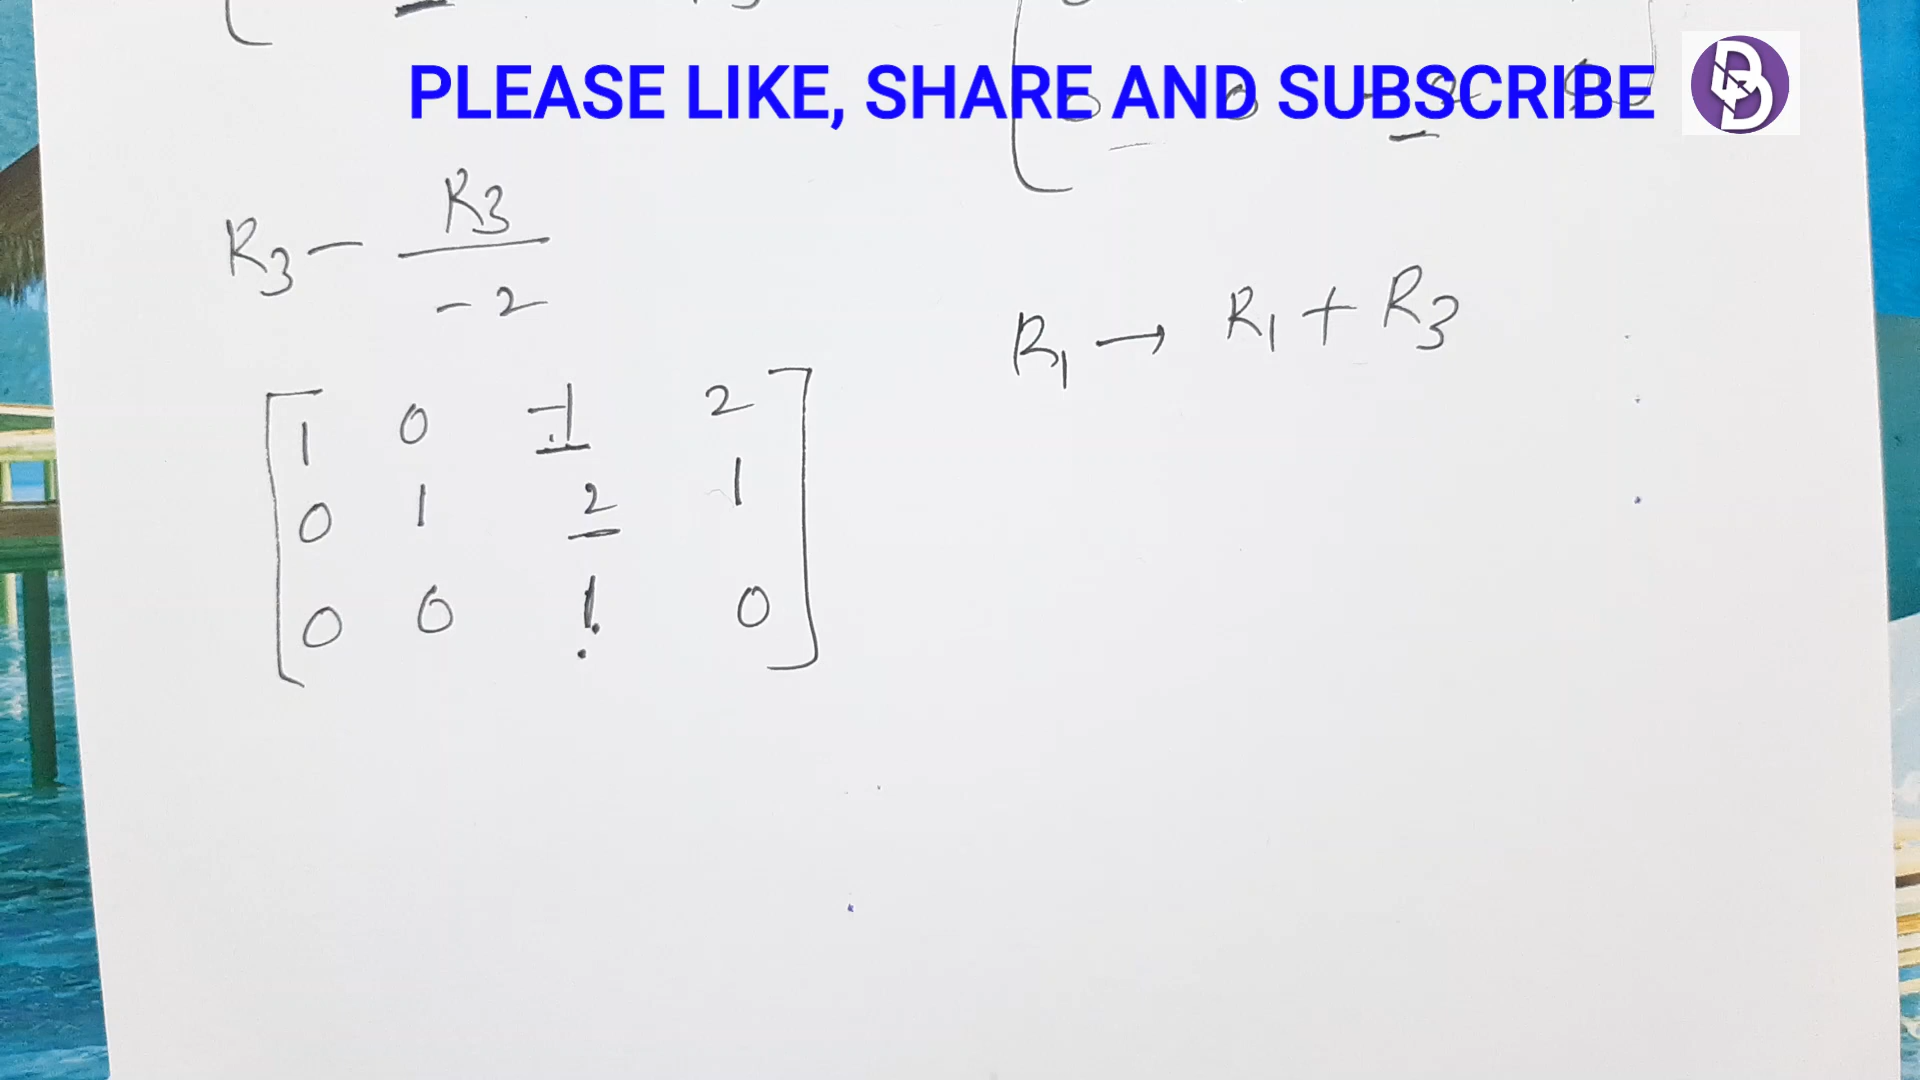 PLEASE LIKE, SHARE AND SUBSCRIBE
R3 — R3
-2
R1 → R1 + R3
1 0 -1 2
0 1 2 1
0 0 1 0